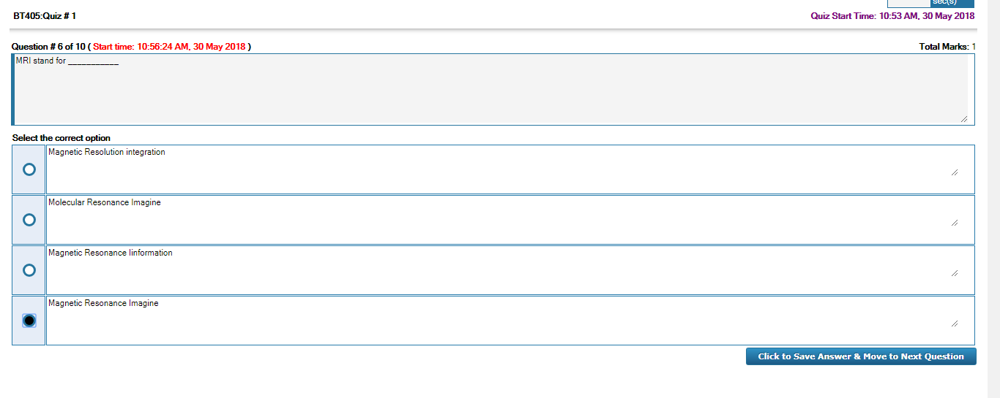 sec(s)
BT405:Quiz # 1
Quiz Start Time: 10:53 AM, 30 May 2018
Question # 6 of 10 ( Start time: 10:56:24 AM, 30 May 2018 )
Total Marks: 1
MRI stand for ___________
Select the correct option
Magnetic Resolution integration
Molecular Resonance Imagine
Magnetic Resonance Iinformation
Magnetic Resonance Imagine
Click to Save Answer & Move to Next Question